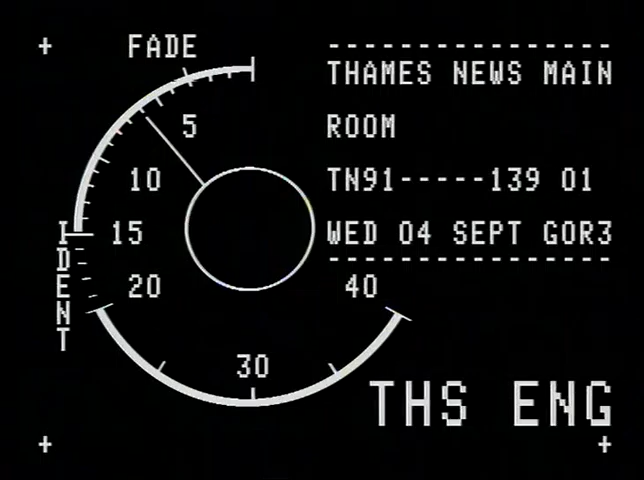 FADE
----------------
THAMES NEWS MAIN
ROOM
TN91-----139 01
WED 04 SEPT GOR3
----------------
5
10
15
20
30
40
IDENT
THS ENG